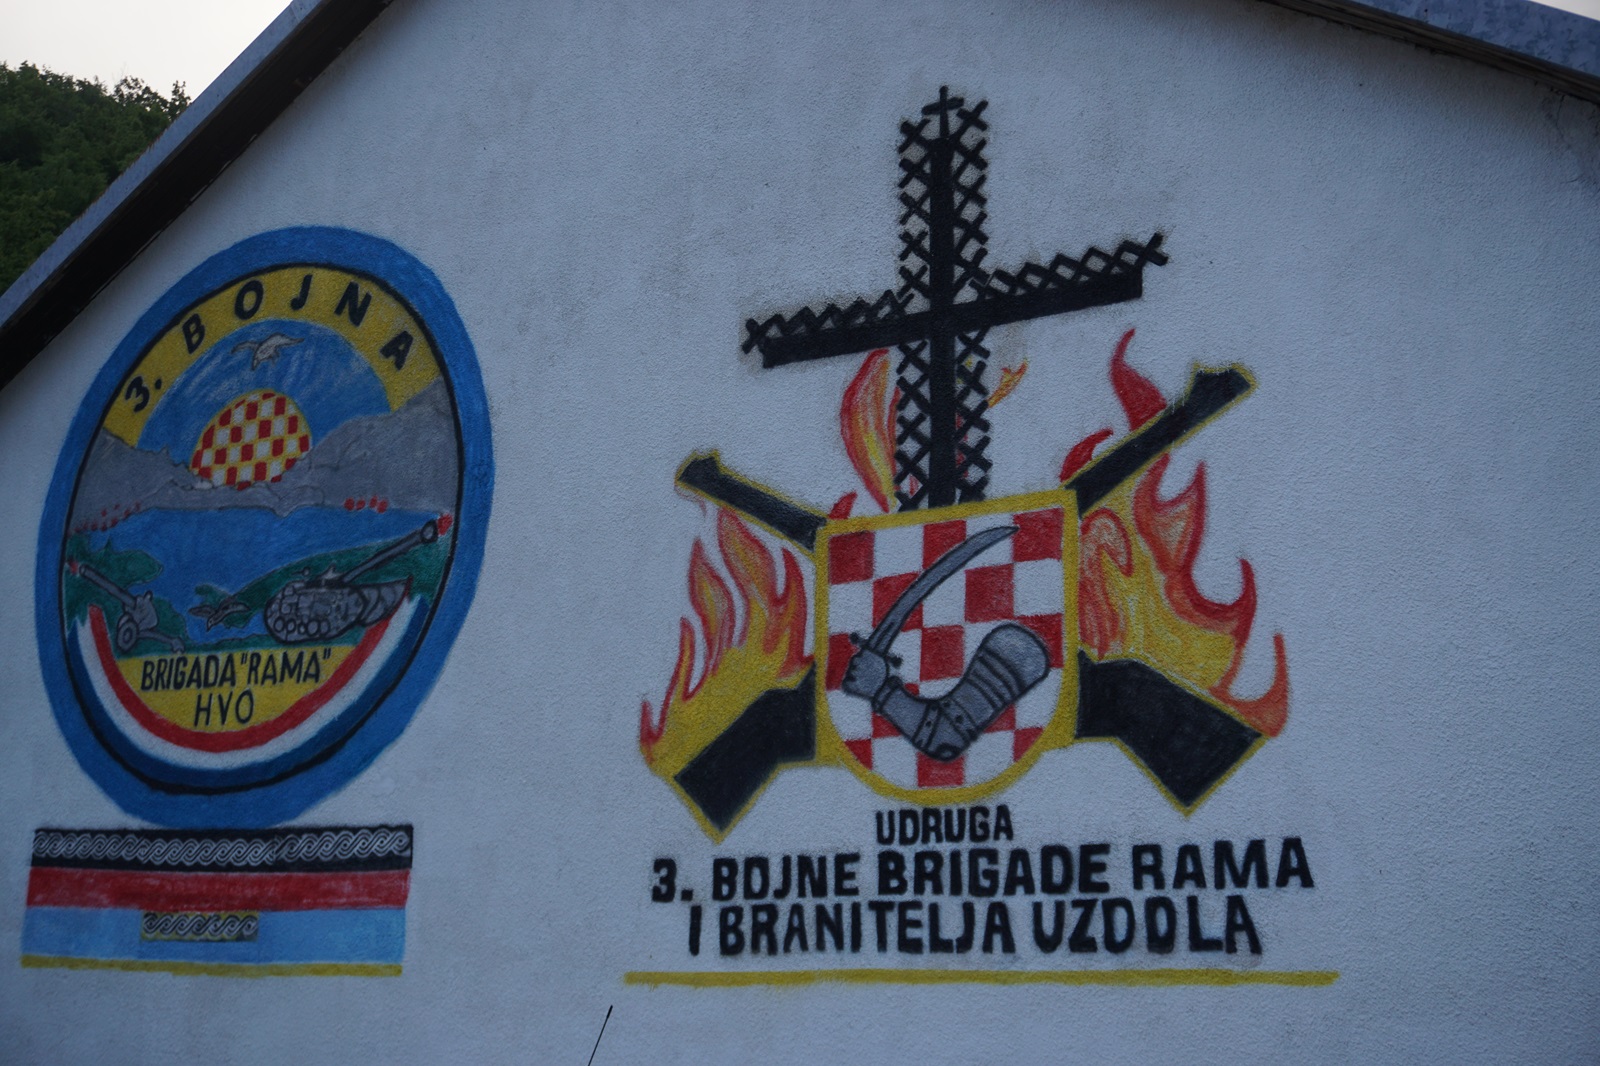 3. BOJNA
BRIGADA "RAMA"
HVO
UDRUGA
3. BOJNE BRIGADE RAMA
I BRANITELJA UZDOLA